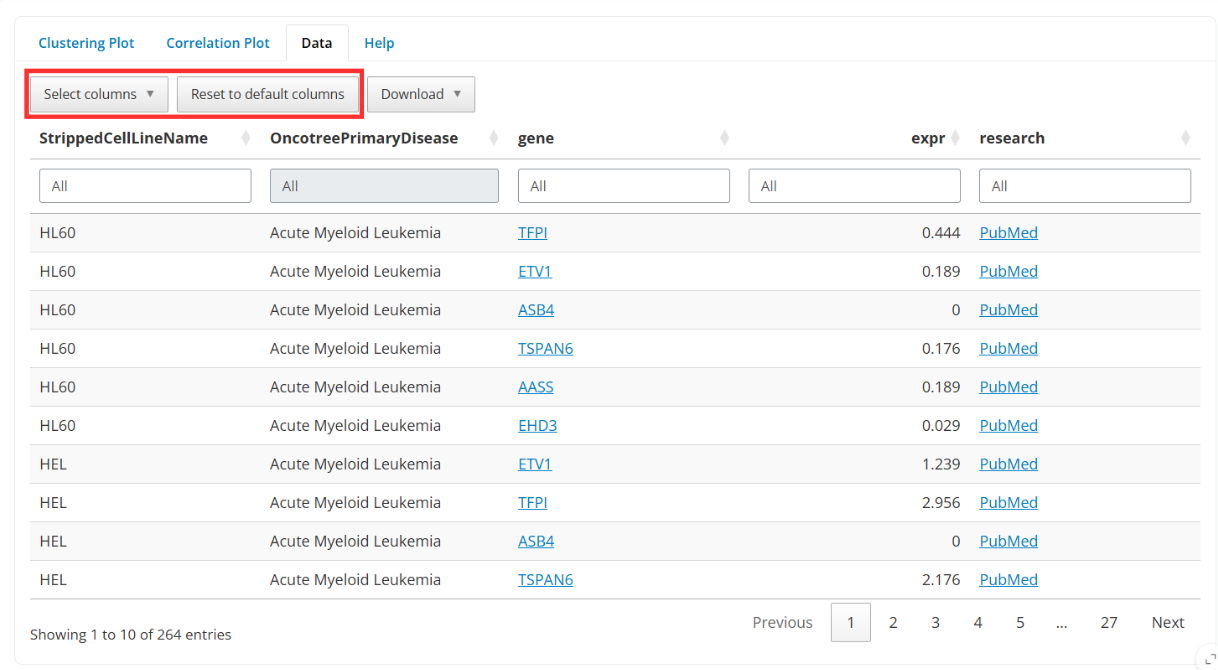 Clustering Plot Correlation Plot Data Help
Select columns ▼ Reset to default columns Download ▼
StrippedCellLineName OncotreePrimaryDisease gene expr research
All All All All All
HL60 Acute Myeloid Leukemia TFPI 0.444 PubMed
HL60 Acute Myeloid Leukemia ETV1 0.189 PubMed
HL60 Acute Myeloid Leukemia ASB4 0 PubMed
HL60 Acute Myeloid Leukemia TSPAN6 0.176 PubMed
HL60 Acute Myeloid Leukemia AASS 0.189 PubMed
HL60 Acute Myeloid Leukemia EHD3 0.029 PubMed
HEL Acute Myeloid Leukemia ETV1 1.239 PubMed
HEL Acute Myeloid Leukemia TFPI 2.956 PubMed
HEL Acute Myeloid Leukemia ASB4 0 PubMed
HEL Acute Myeloid Leukemia TSPAN6 2.176 PubMed
Previous 1 2 3 4 5 ... 27 Next
Showing 1 to 10 of 264 entries